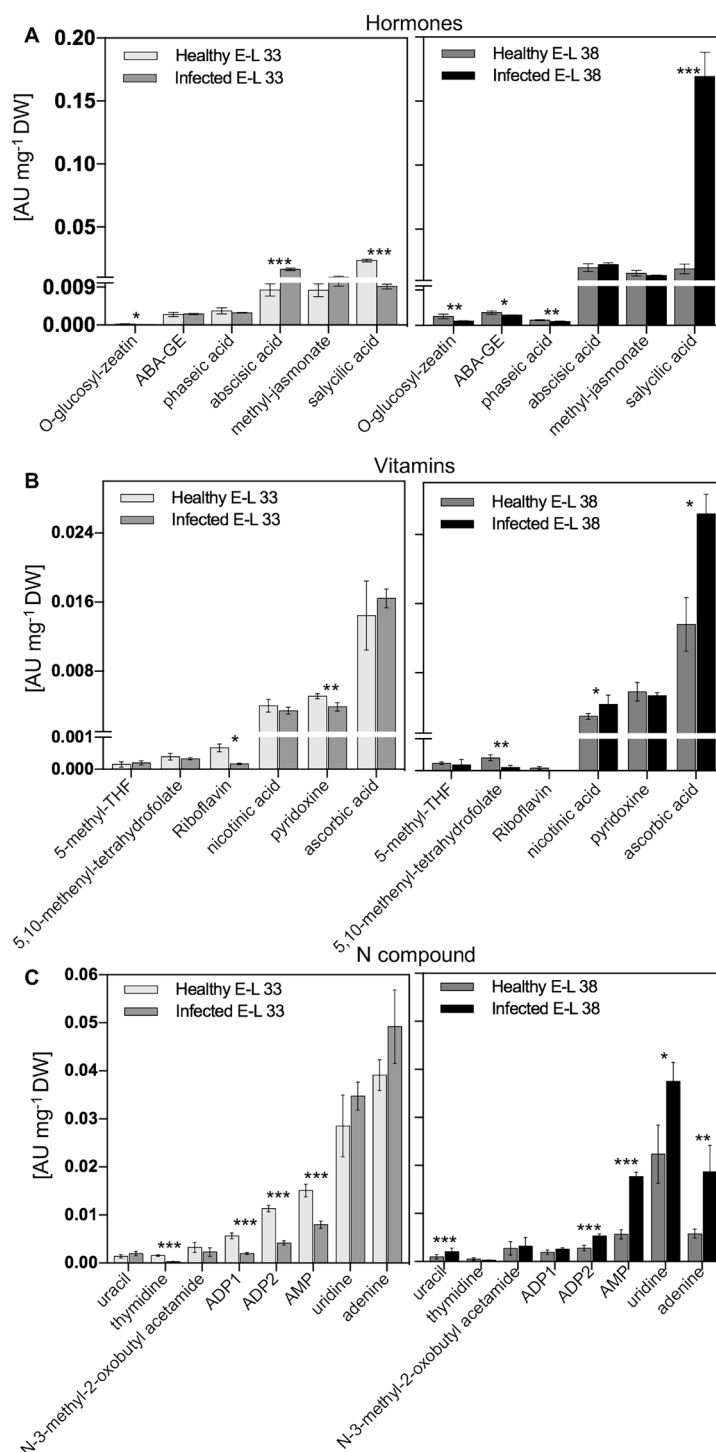 Hormones
A
0.20
0.15
0.10
0.05
0.009
0.000
[AU mg-1 DW]
Healthy E-L 33
Infected E-L 33
***
***
*
Healthy E-L 38
Infected E-L 38
***
**
*
**
O-glucosyl-zeatin
ABA-GE
phaseic acid
abscisic acid
methyl-jasmonate
salycilic acid
O-glucosyl-zeatin
ABA-GE
phaseic acid
abscisic acid
methyl-jasmonate
salycilic acid
Vitamins
B
0.024
0.016
0.008
0.001
0.000
[AU mg-1 DW]
Healthy E-L 33
Infected E-L 33
**
*
Healthy E-L 38
Infected E-L 38
*
*
**
5-methyl-THF
5,10-methenyl-tetrahydrofolate
Riboflavin
nicotinic acid
pyridoxine
ascorbic acid
5-methyl-THF
5,10-methenyl-tetrahydrofolate
Riboflavin
nicotinic acid
pyridoxine
ascorbic acid
N compound
C
0.06
0.05
0.04
0.03
0.02
0.01
0.00
[AU mg-1 DW]
Healthy E-L 33
Infected E-L 33
***
***
***
***
Healthy E-L 38
Infected E-L 38
*
**
***
***
***
uracil
thymidine
N-3-methyl-2-oxobutyl acetamide
ADP1
ADP2
AMP
uridine
adenine
uracil
thymidine
N-3-methyl-2-oxobutyl acetamide
ADP1
ADP2
AMP
uridine
adenine